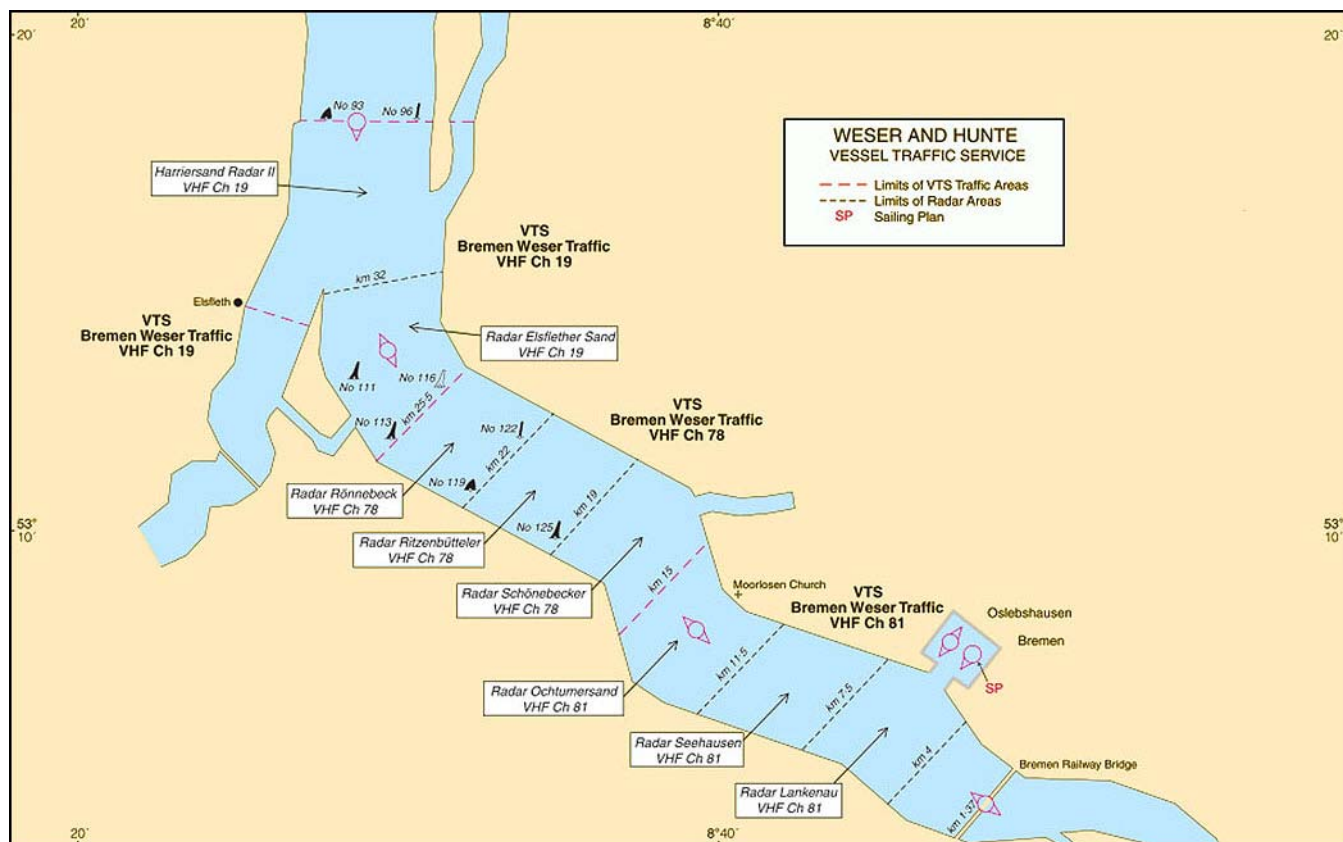 20´
8°40´
20´
20´
No 93
No 96
WESER AND HUNTE
VESSEL TRAFFIC SERVICE
Limits of VTS Traffic Areas
Limits of Radar Areas
SP Sailing Plan
Harriersand Radar II
VHF Ch 19
VTS
Bremen Weser Traffic
VHF Ch 19
km 32
Elsfleth
VTS
Bremen Weser Traffic
VHF Ch 19
Radar Elsflether Sand
VHF Ch 19
No 111
No 116
km 25·5
VTS
Bremen Weser Traffic
VHF Ch 78
No 113
No 122
km 22
No 119
Radar Rönnebeck
VHF Ch 78
km 19
No 125
53°
10´
53°
10´
Radar Ritzenbütteler
VHF Ch 78
Radar Schönebecker
VHF Ch 78
km 15
Moorlosen Church
VTS
Bremen Weser Traffic
VHF Ch 81
Oslebshausen
Bremen
SP
km 11·5
Radar Ochtumersand
VHF Ch 81
km 7·5
Radar Seehausen
VHF Ch 81
km 4
Bremen Railway Bridge
Radar Lankenau
VHF Ch 81
km 1·37
20´
8°40´